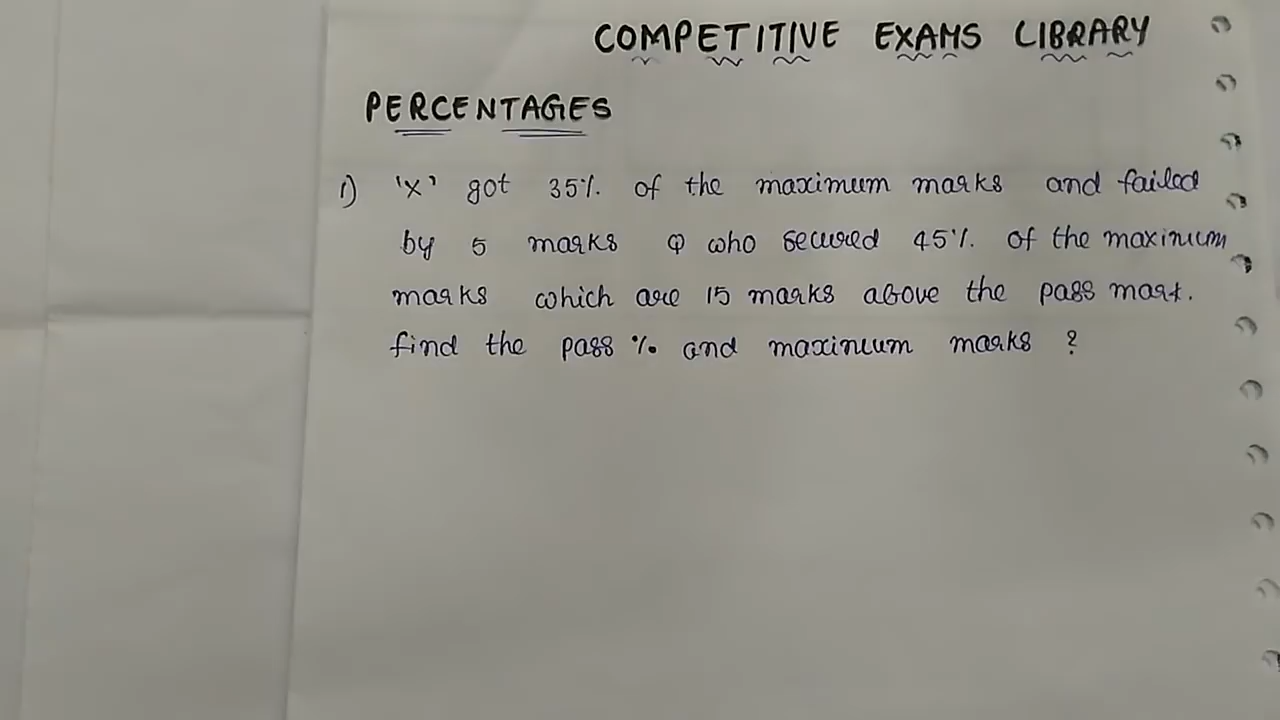 COMPETITIVE EXAMS LIBRARY
PERCENTAGES
1) 'X' got 35% of the maximum marks and failed
by 5 marks Q who secured 45% of the maximum
marks which are 15 marks above the pass mark.
find the pass % and maximum marks ?